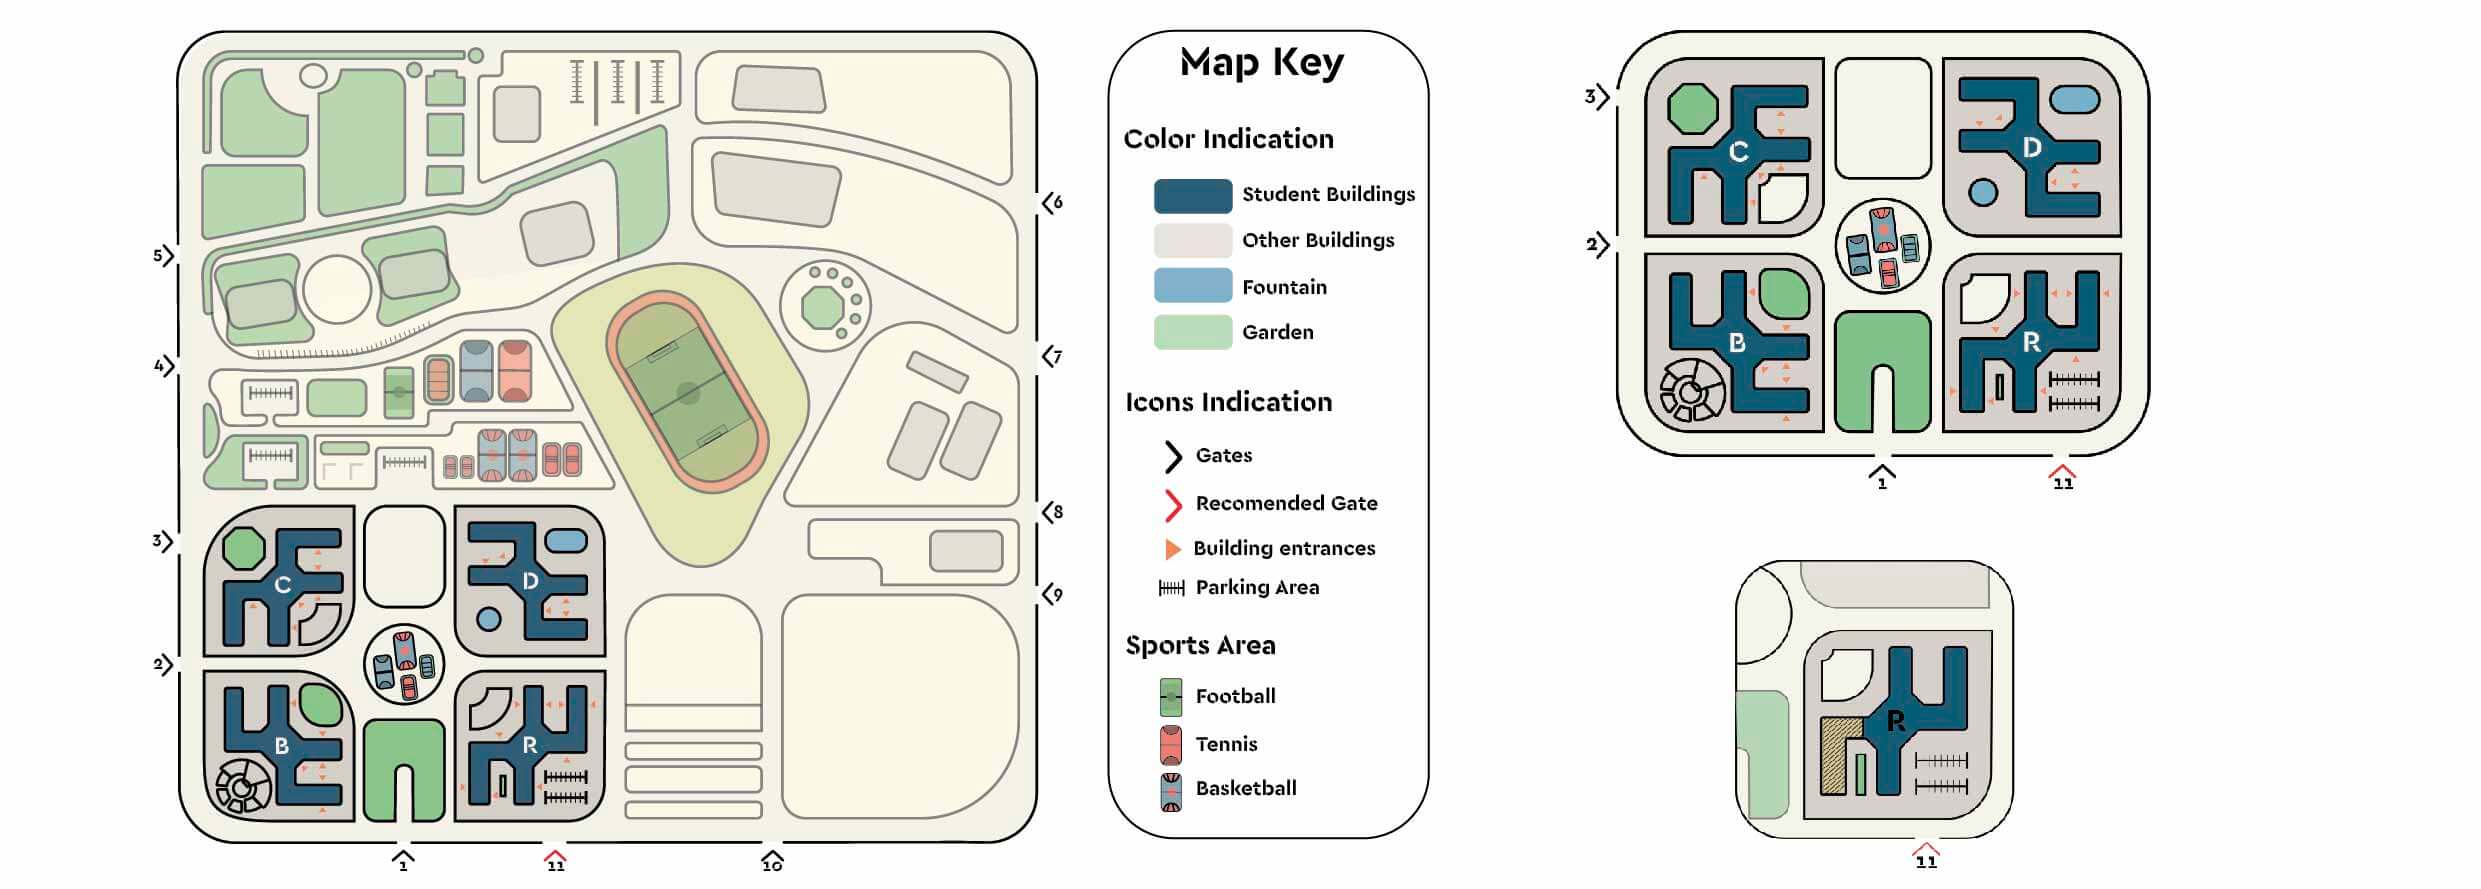 5
4
3
2
C
D
B
R
6
7
8
9
1
11
10
Map Key
Color Indication
Student Buildings
Other Buildings
Fountain
Garden
Icons Indication
Gates
Recomended Gate
Building entrances
Parking Area
Sports Area
Football
Tennis
Basketball
3
2
C
D
B
R
1
11
R
11